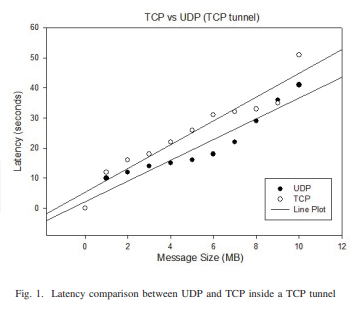 TCP vs UDP (TCP tunnel)
60
50
40
30
20
10
0
Latency (seconds)
0 2 4 6 8 10 12
Message Size (MB)
UDP
TCP
Line Plot
Fig. 1. Latency comparison between UDP and TCP inside a TCP tunnel